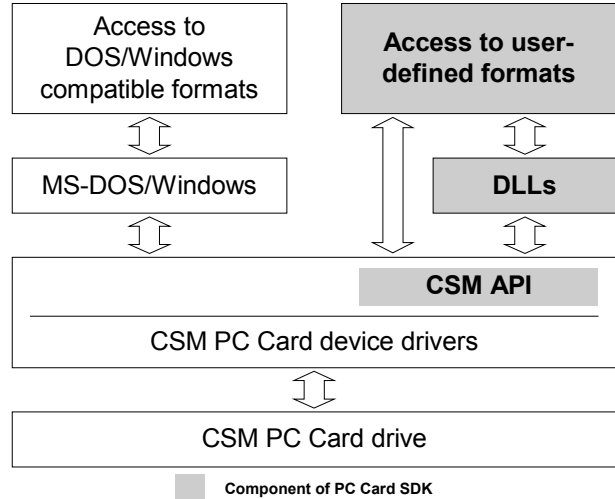 Access to
DOS/Windows
compatible formats
Access to user-
defined formats
MS-DOS/Windows
DLLs
CSM API
CSM PC Card device drivers
CSM PC Card drive
Component of PC Card SDK